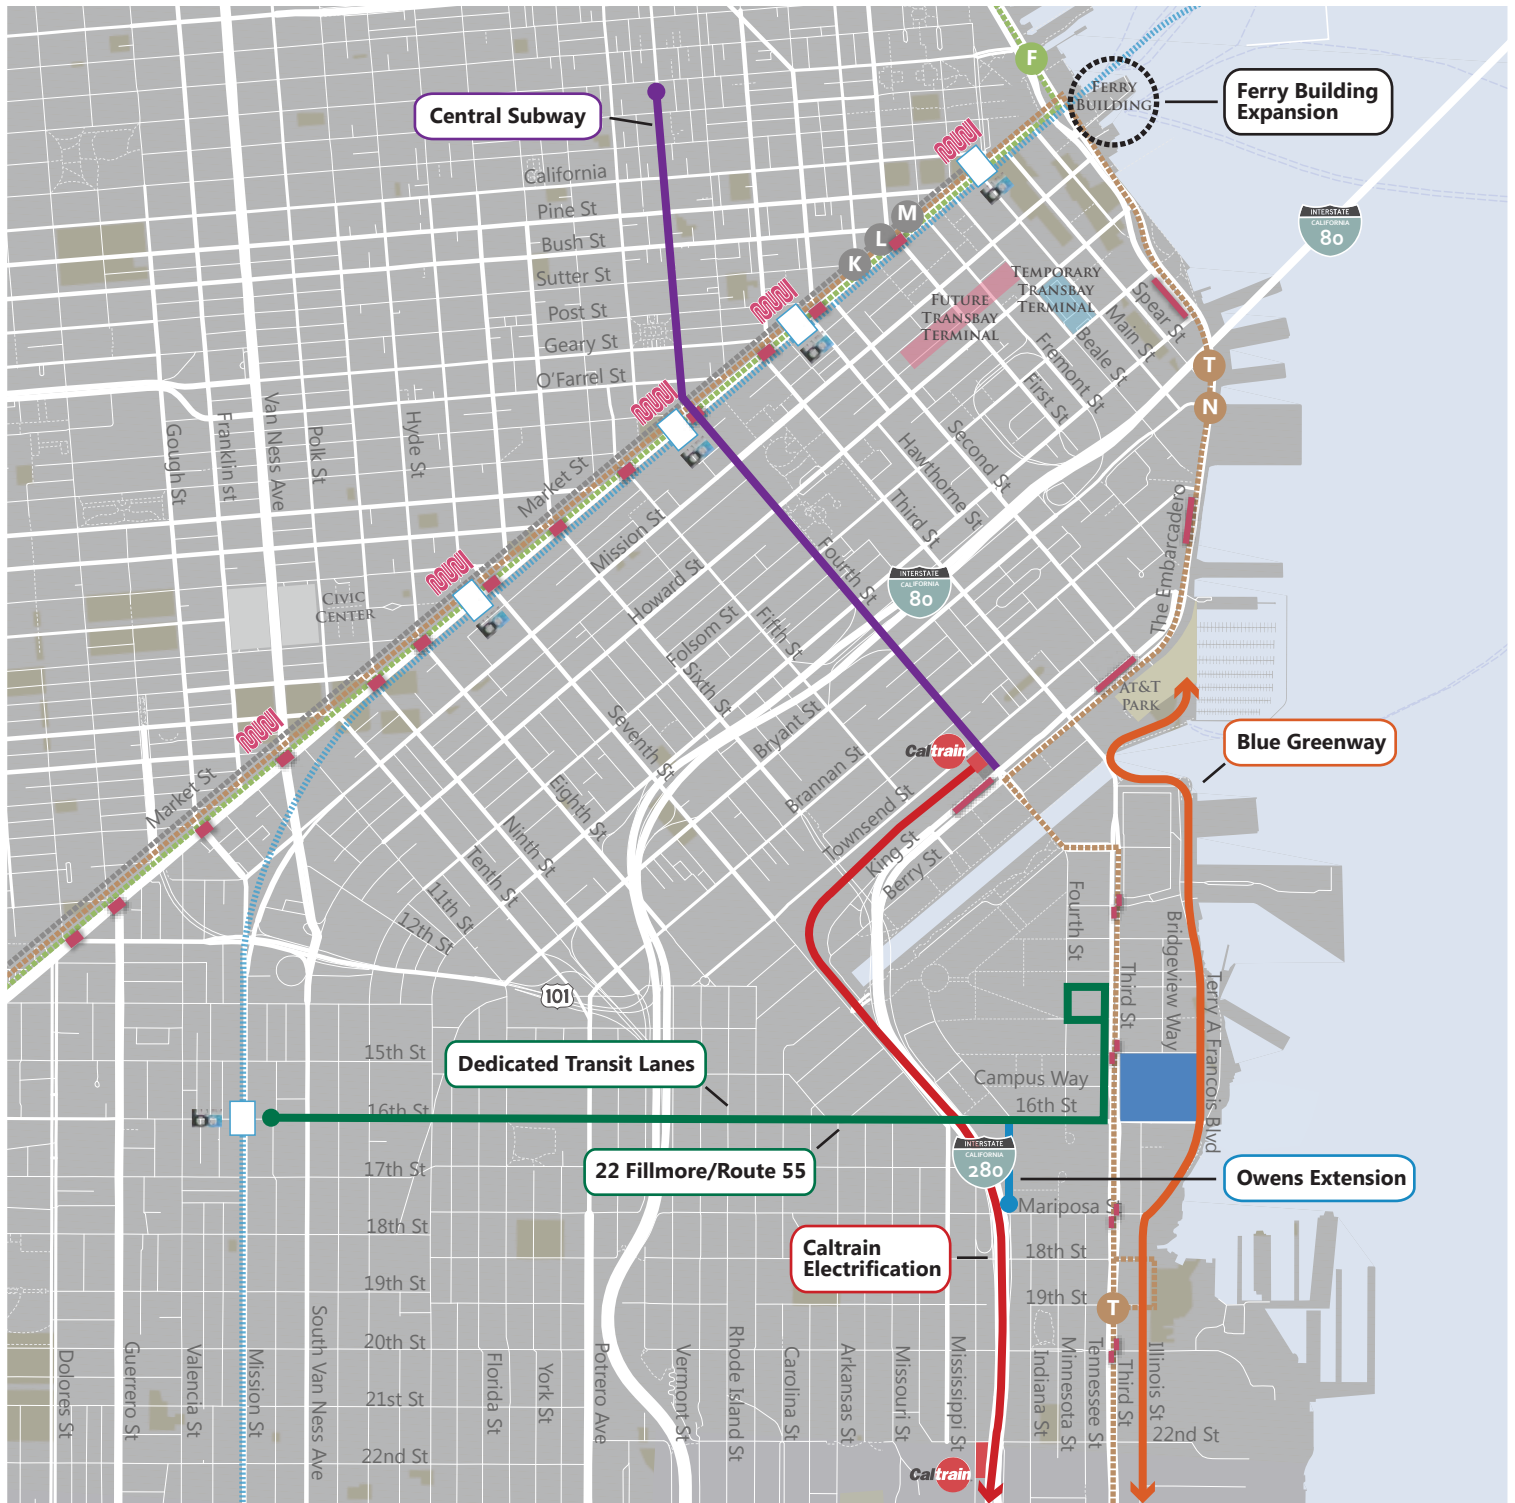 F
FERRY
BUILDING
Ferry Building
Expansion
Central Subway
California
Pine St
Bush St
Sutter St
Post St
Geary St
O'Farrel St
M
L
K
INTERSTATE
CALIFORNIA
80
TEMPORARY
TRANSBAY
TERMINAL
FUTURE
TRANSBAY
TERMINAL
Spear St
Main St
Beale St
Fremont St
First St
T
N
Gough St
Franklin st
Van Ness Ave
Polk St
Hyde St
Market St
Mission St
Howard St
Folsom St
Second St
Hawthorne St
Third St
Fourth St
Fifth St
Sixth St
Seventh St
Eighth St
Ninth St
Tenth St
11th St
12th St
INTERSTATE
CALIFORNIA
80
The Embarcadero
CIVIC
CENTER
AT&T
PARK
Bryant St
Brannan St
Townsend St
King St
Berry St
Caltrain
Blue Greenway
Market St
Fourth St
Third St
Bridgeview Way
Terry A Francois Blvd
101
15th St
Dedicated Transit Lanes
Campus Way
16th St
16th St
17th St
22 Fillmore/Route 55
INTERSTATE
CALIFORNIA
280
Owens Extension
Mariposa St
18th St
18th St
Caltrain
Electrification
19th St
19th St
T
20th St
21st St
22nd St
22nd St
Dolores St
Guerrero St
Valencia St
Mission St
South Van Ness Ave
Florida St
York St
Potrero Ave
Vermont St
Rhode Island St
Carolina St
Arkansas St
Missouri St
Mississippi St
Indiana St
Minnesota St
Tennessee St
Third St
Illinois St
Caltrain